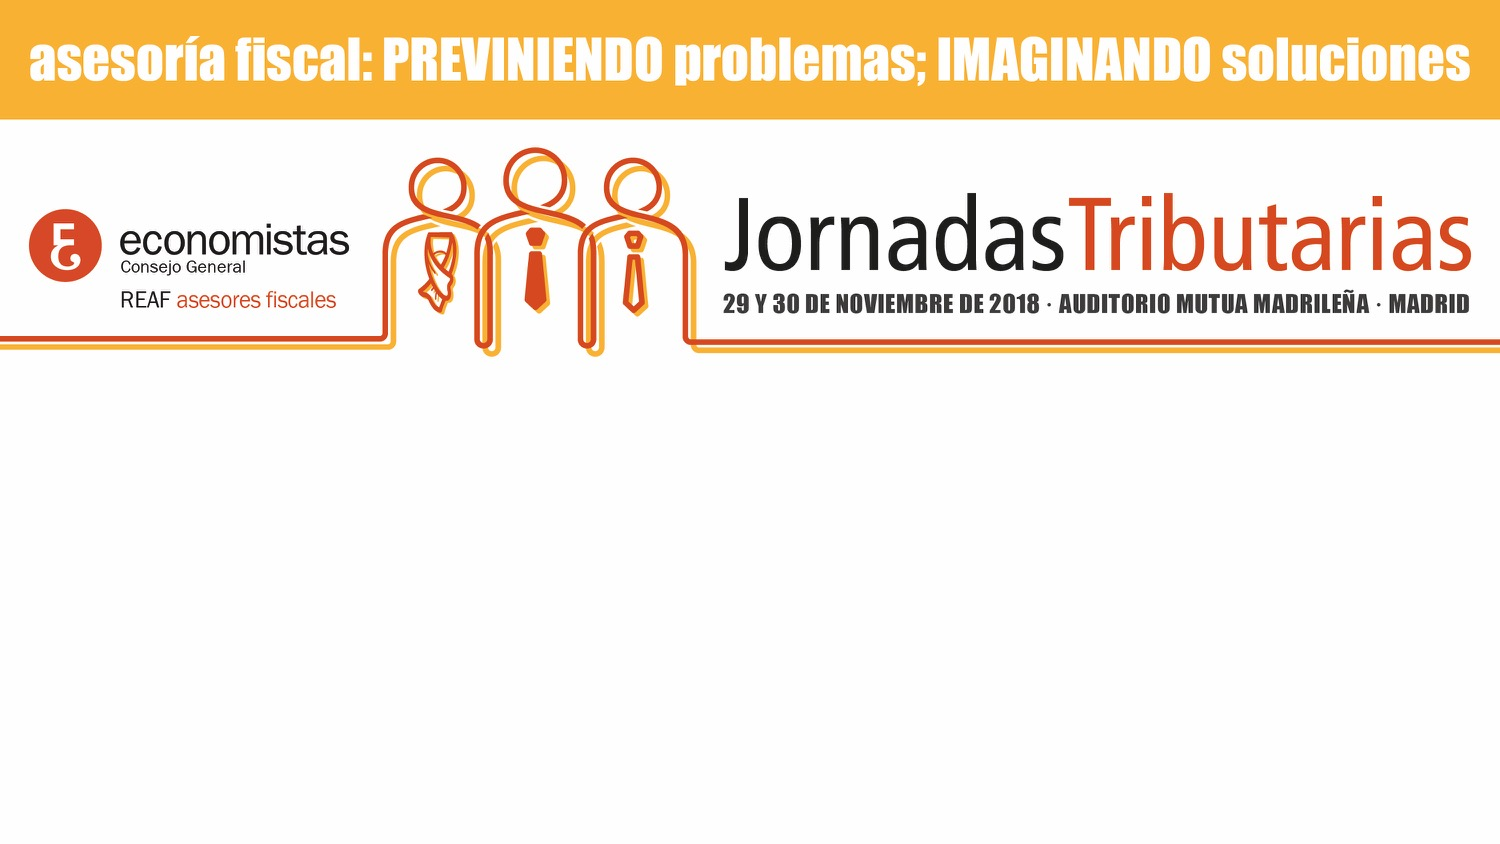 asesoría fiscal: PREVINIENDO problemas; IMAGINANDO soluciones
economistas
Consejo General
REAF asesores fiscales
JornadasTributarias
29 Y 30 DE NOVIEMBRE DE 2018 · AUDITORIO MUTUA MADRILEÑA · MADRID